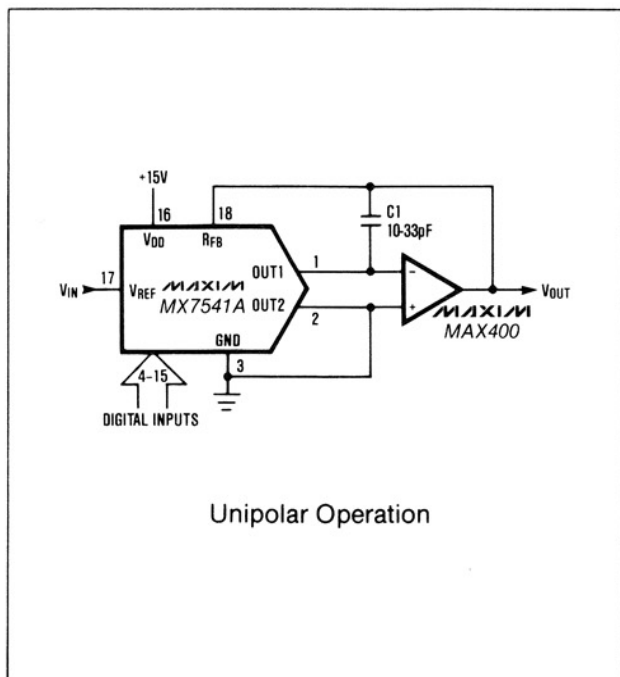 +15V
16
18
VDD
RFB
C1
10-33pF
1
OUT1
VIN
17
VREF
MAXIM
MX7541A
OUT2
2
-
+
VOUT
MAXIM
MAX400
GND
3
4-15
DIGITAL INPUTS
Unipolar Operation